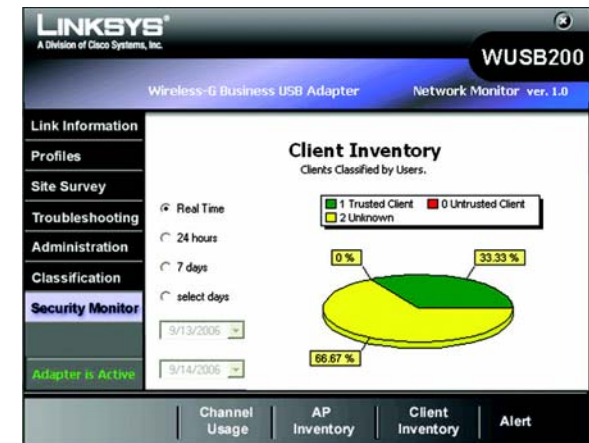 LINKSYS®
A Division of Cisco Systems, Inc.
WUSB200
Wireless-G Business USB Adapter
Network Monitor ver. 1.0
Link Information
Profiles
Site Survey
Troubleshooting
Administration
Classification
Security Monitor
Adapter is Active
Client Inventory
Clients Classified by Users.
Real Time
24 hours
7 days
select days
9/13/2006
9/14/2006
1 Trusted Client
0 Untrusted Client
2 Unknown
0 %
33.33 %
66.67 %
Channel Usage
AP Inventory
Client Inventory
Alert